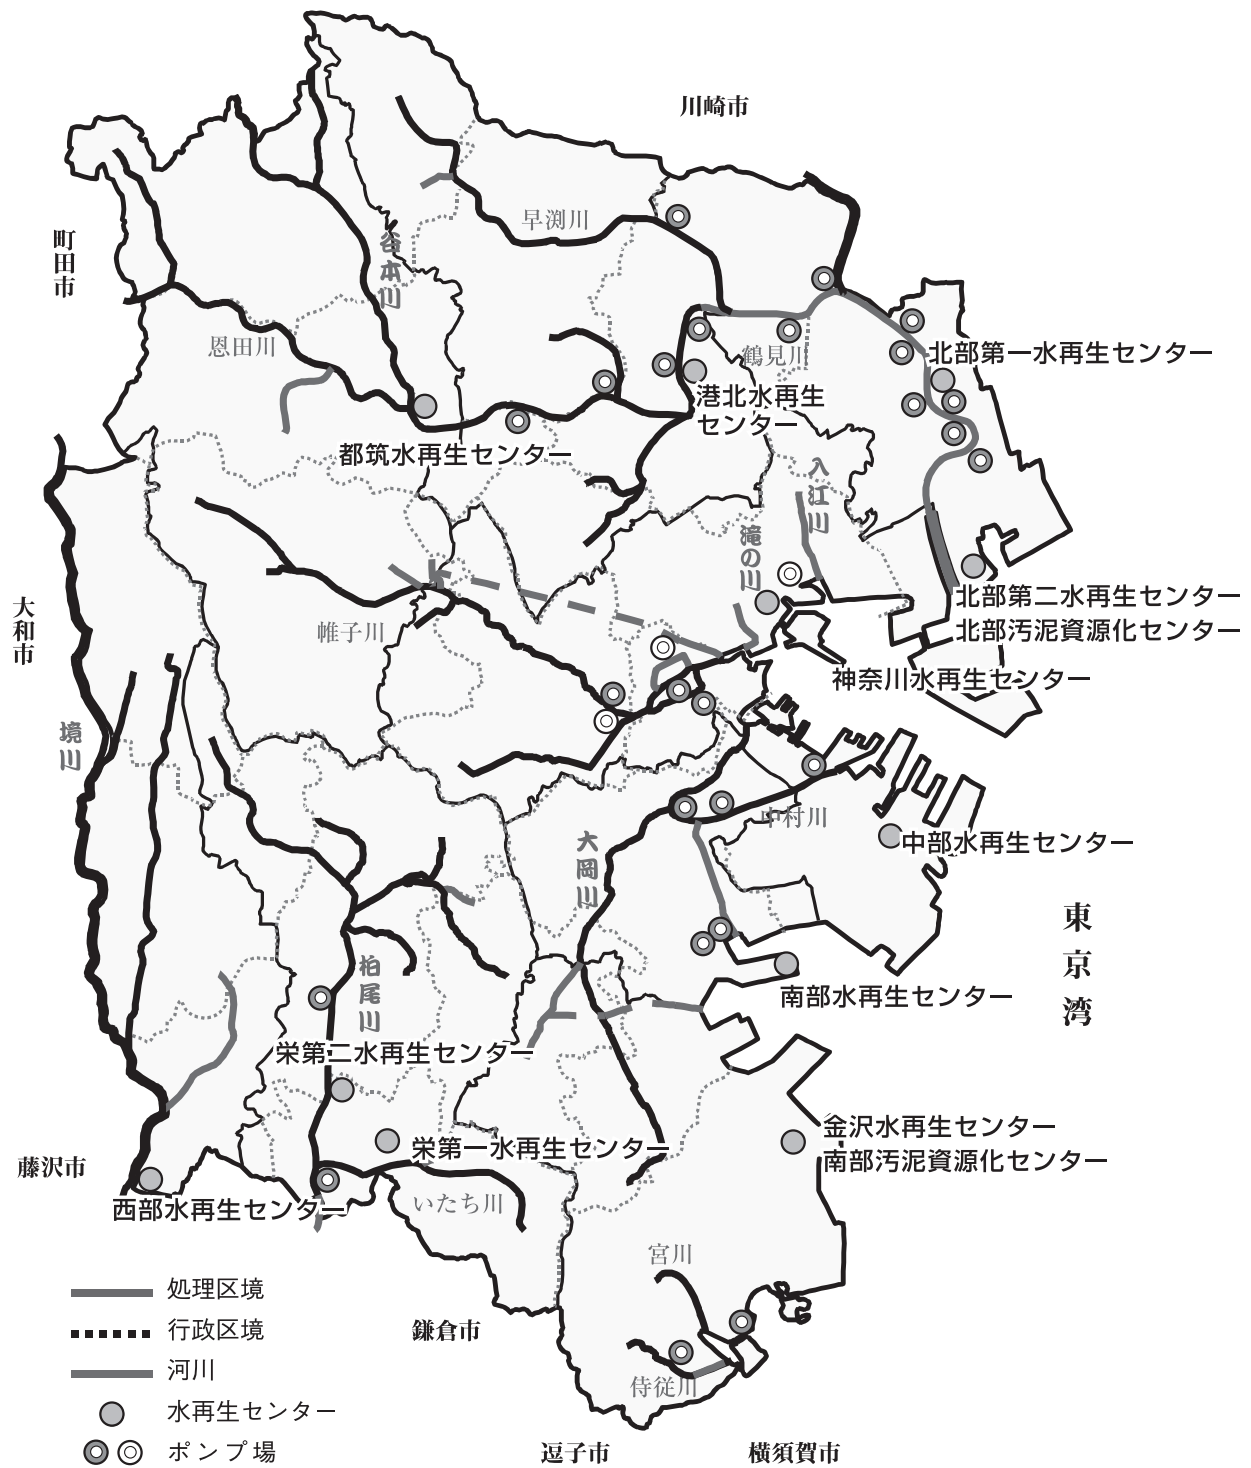 川崎市
町田市
早渕川
谷本川
恩田川
鶴見川
北部第一水再生センター
港北水再生
センター
都筑水再生センター
入江川
滝の川
北部第二水再生センター
北部汚泥資源化センター
大和市
帷子川
神奈川水再生センター
境川
中村川
大岡川
中部水再生センター
東京湾
柏尾川
南部水再生センター
栄第二水再生センター
金沢水再生センター
南部汚泥資源化センター
栄第一水再生センター
藤沢市
西部水再生センター
いたち川
宮川
処理区境
行政区境
鎌倉市
河川
侍従川
水再生センター
ポンプ場
逗子市
横須賀市